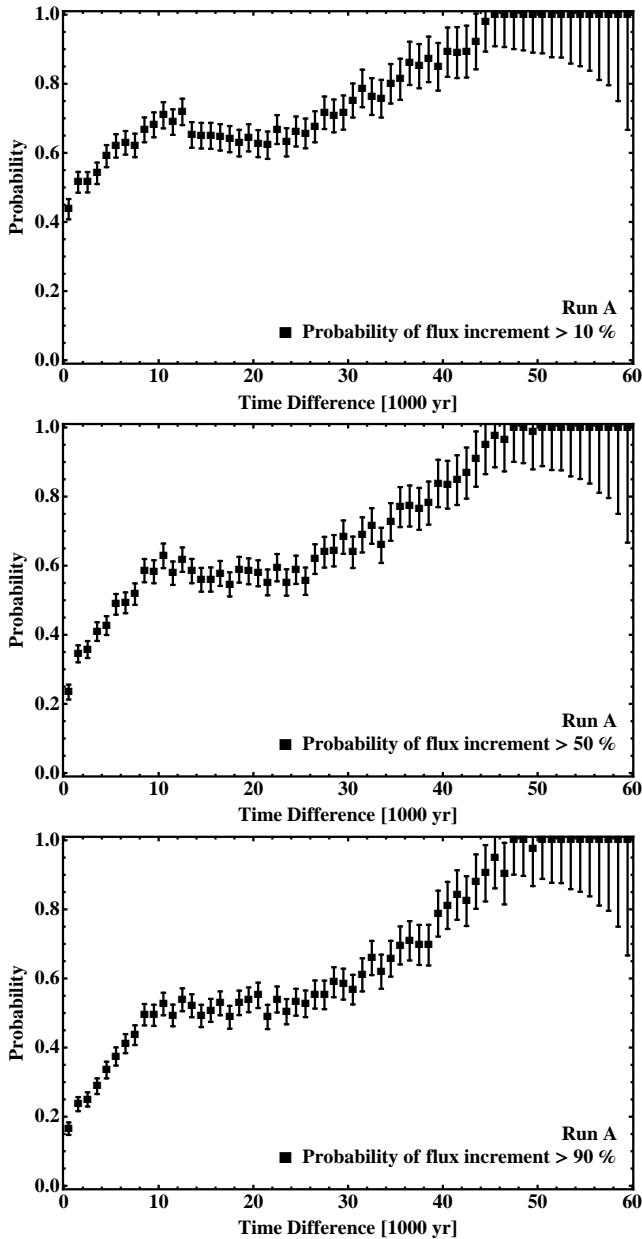 1.0
0.8
0.6
0.4
0.2
0.0
Probability
Run A
■ Probability of flux increment > 10 %
0 10 20 30 40 50 60
Time Difference [1000 yr]
1.0
0.8
0.6
0.4
0.2
0.0
Probability
Run A
■ Probability of flux increment > 50 %
0 10 20 30 40 50 60
Time Difference [1000 yr]
1.0
0.8
0.6
0.4
0.2
0.0
Probability
Run A
■ Probability of flux increment > 90 %
0 10 20 30 40 50 60
Time Difference [1000 yr]